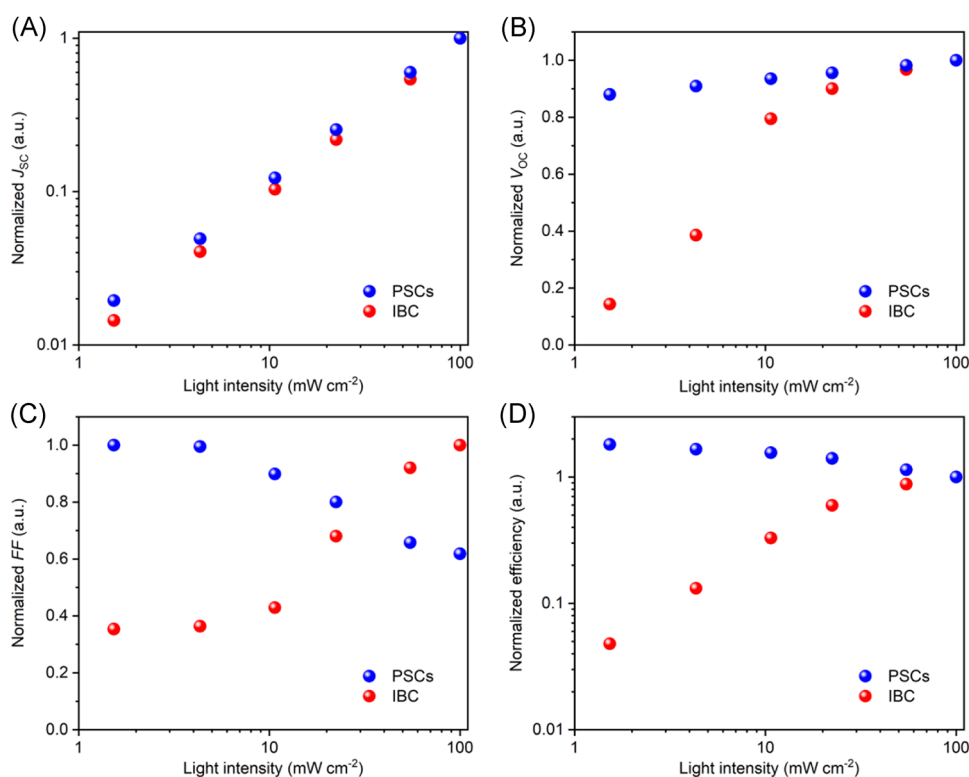 (A)
Normalized JSC (a.u.)
1
0.1
0.01
PSCs
IBC
1
10
100
Light intensity (mW cm-2)
(B)
Normalized VOC (a.u.)
1.0
0.8
0.6
0.4
0.2
0.0
PSCs
IBC
1
10
100
Light intensity (mW cm-2)
(C)
Normalized FF (a.u.)
1.0
0.8
0.6
0.4
0.2
0.0
PSCs
IBC
1
10
100
Light intensity (mW cm-2)
(D)
Normalized efficiency (a.u.)
1
0.1
0.01
PSCs
IBC
1
10
100
Light intensity (mW cm-2)